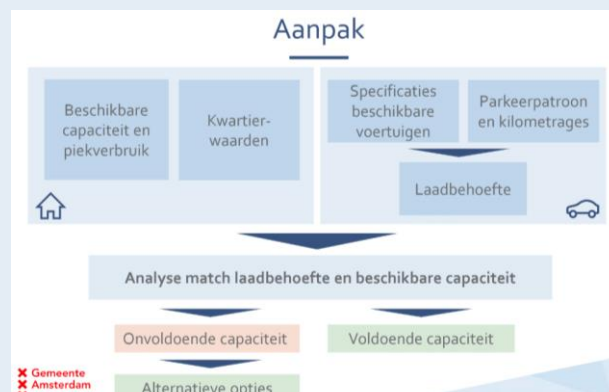 Aanpak
Beschikbare
capaciteit en
piekverbruik
Kwartier-
waarden
Specificaties
beschikbare
voertuigen
Parkeerpatroon
en kilometrages
Laadbehoefte
Analyse match laadbehoefte en beschikbare capaciteit
Onvoldoende capaciteit
Voldoende capaciteit
Gemeente
Amsterdam
Alternatieve opties